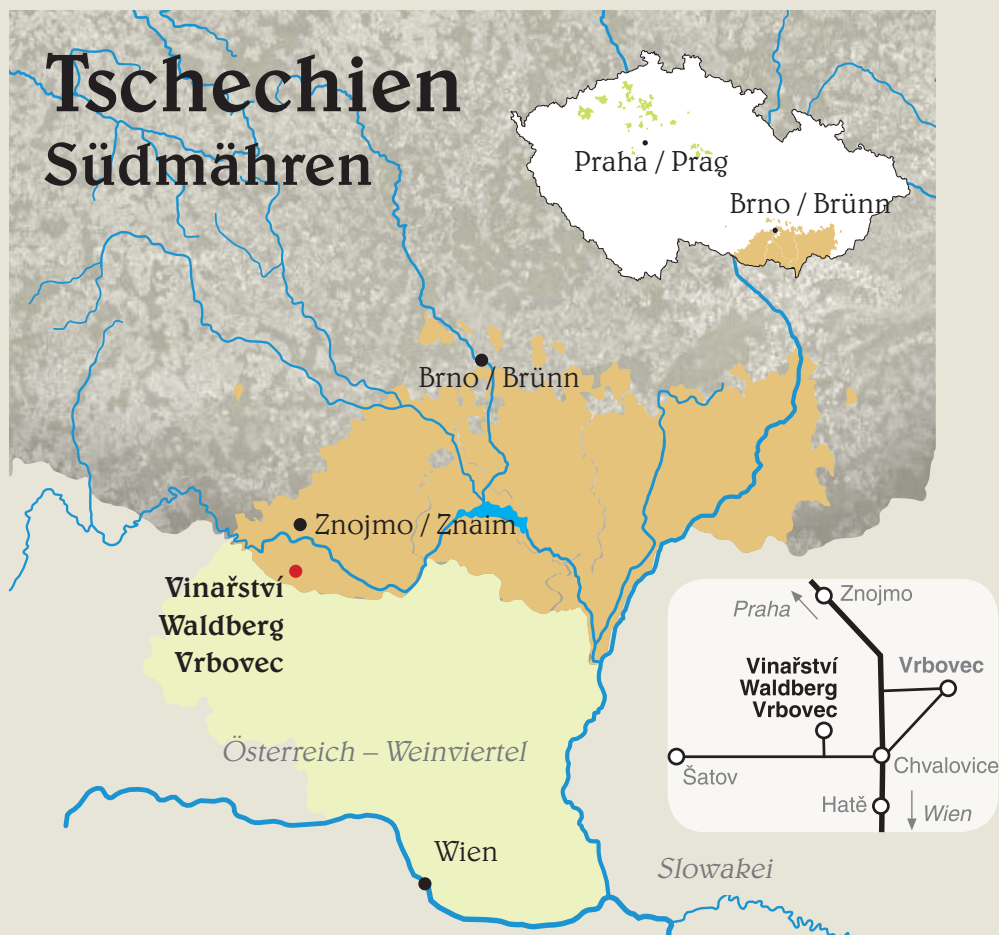 Tschechien
Südmähren
Praha / Prag
Brno / Brünn
Brno / Brünn
Znojmo / Znaim
Vinařství
Waldberg
Vrbovec
Österreich – Weinviertel
Wien
Slowakei
Znojmo
Praha
Vinařství
Waldberg
Vrbovec
Vrbovec
Šatov
Chvalovice
Hatě
Wien